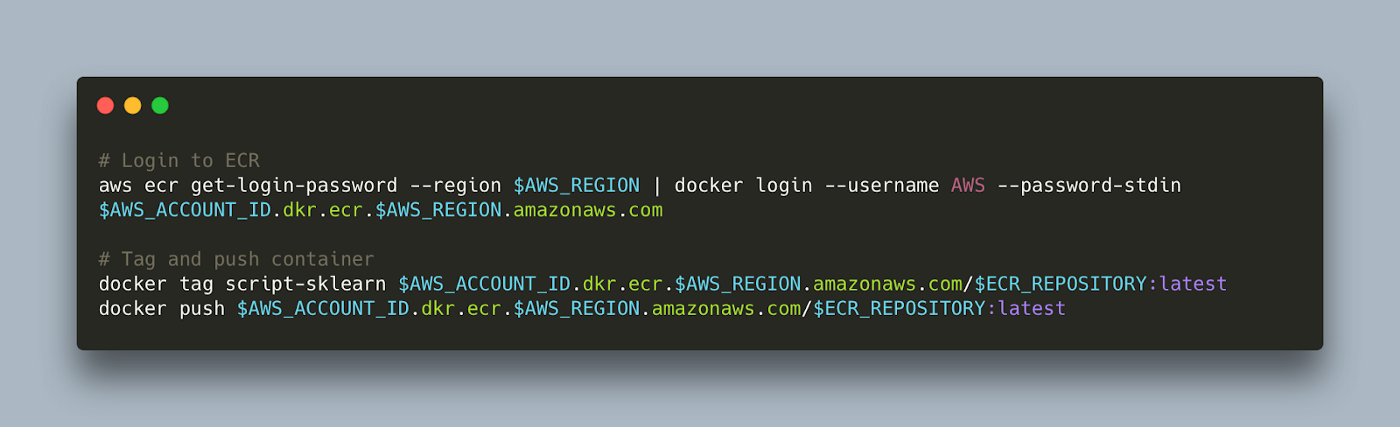 # Login to ECR
aws ecr get-login-password --region $AWS_REGION | docker login --username AWS --password-stdin
$AWS_ACCOUNT_ID.dkr.ecr.$AWS_REGION.amazonaws.com
# Tag and push container
docker tag script-sklearn $AWS_ACCOUNT_ID.dkr.ecr.$AWS_REGION.amazonaws.com/$ECR_REPOSITORY:latest
docker push $AWS_ACCOUNT_ID.dkr.ecr.$AWS_REGION.amazonaws.com/$ECR_REPOSITORY:latest